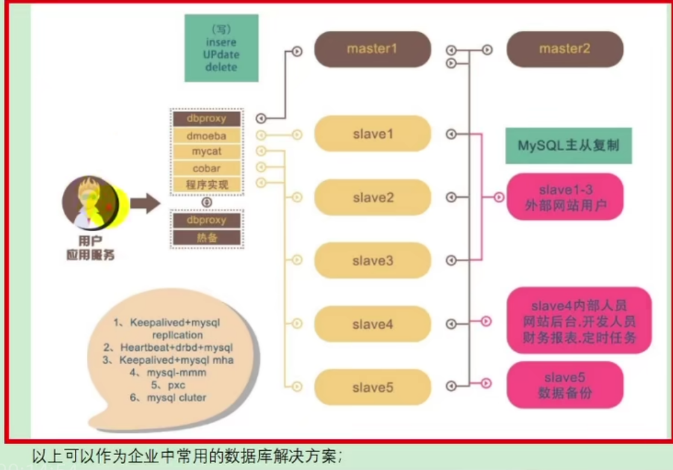 (写)
insere
UPdate
delete
master1
master2
dbproxy
dmoeba
mycat
cobar
程序实现
dbproxy
热备
用户
应用服务
slave1
slave2
slave3
slave4
slave5
MySQL主从复制
slave1-3
外部网站用户
slave4内部人员
网站后台,开发人员
财务报表,定时任务
slave5
数据备份
1、Keepalived+mysql
replication
2、Heartbeat+drbd+mysql
3、Keepalived+mysql mha
4、mysql-mmm
5、pxc
6、mysql cluter
以上可以作为企业中常用的数据库解决方案;